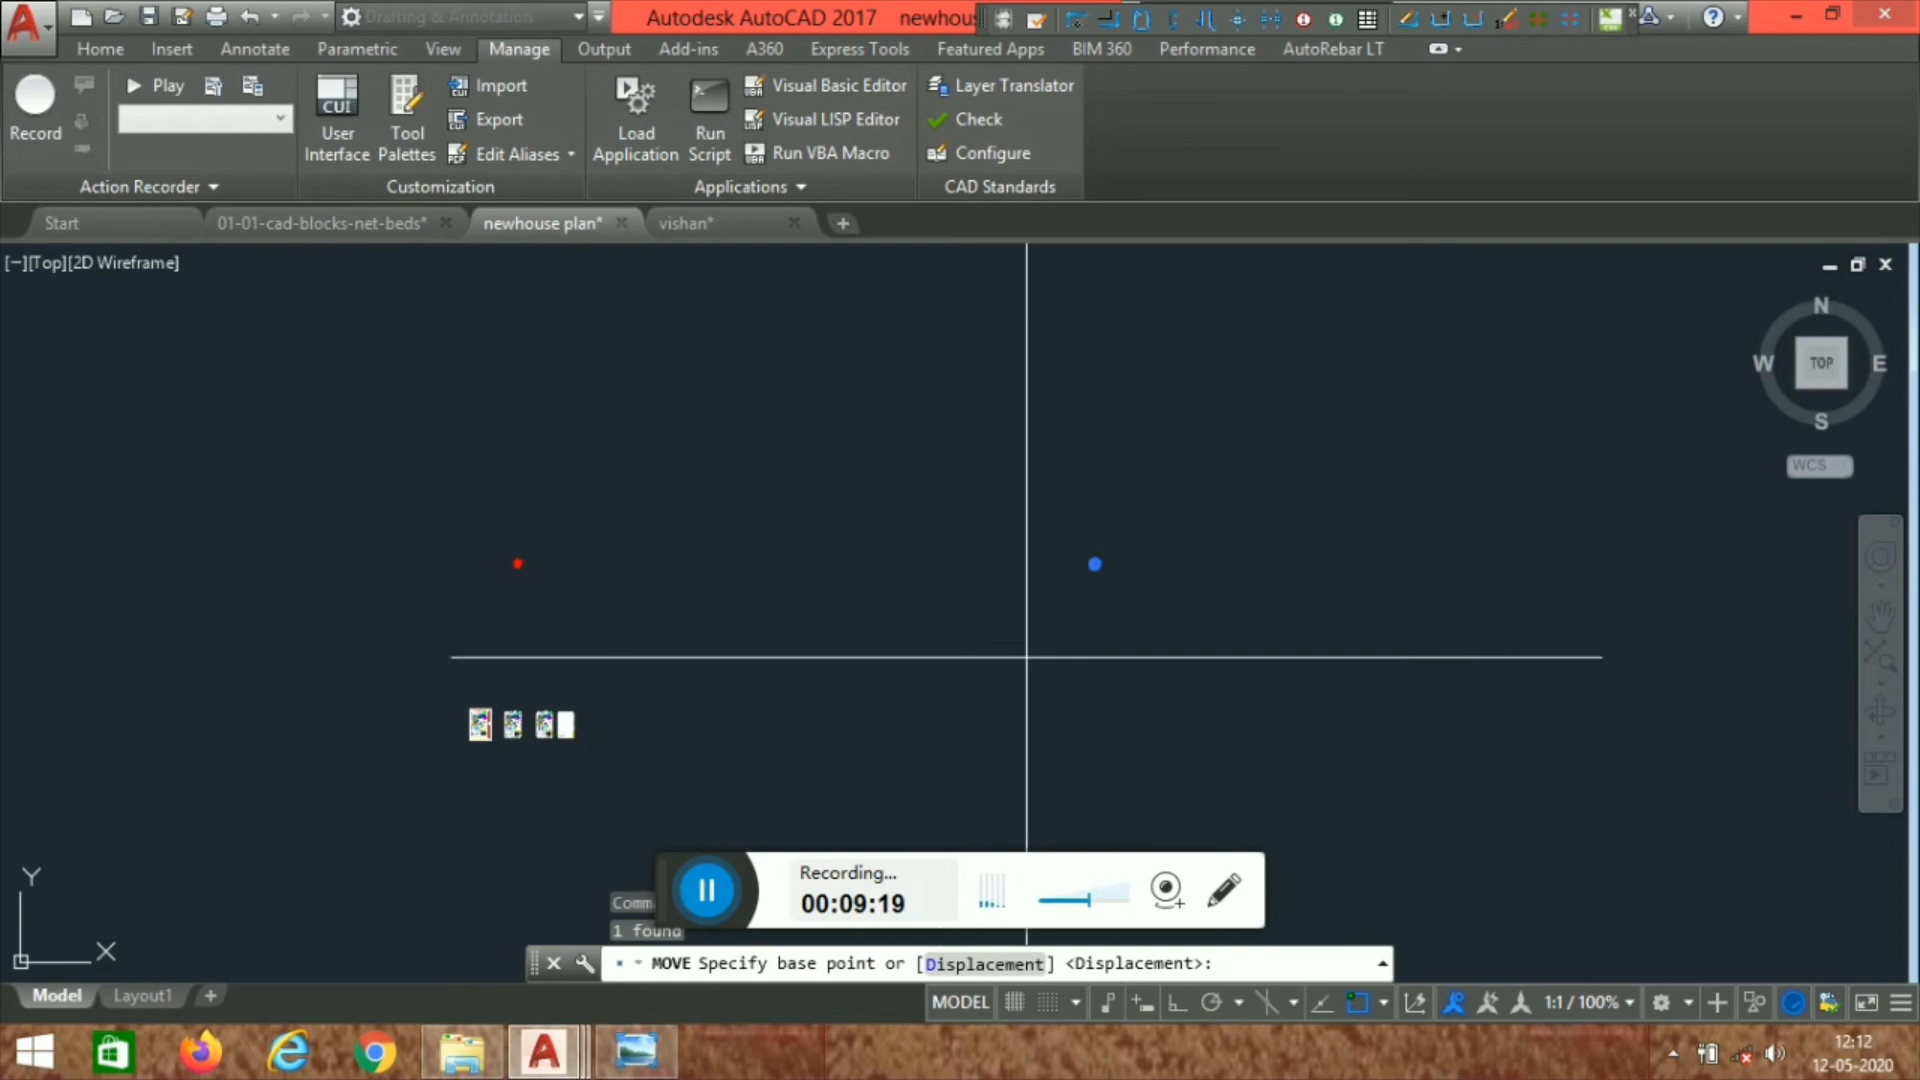 Drafting & Annotation
Autodesk AutoCAD 2017 newhous
Home Insert Annotate Parametric View Manage Output Add-ins A360 Express Tools Featured Apps BIM 360 Performance AutoRebar LT
Record
Play
CUI
User Interface
Tool Palettes
Import
Export
Edit Aliases
Load Application
Run Script
Visual Basic Editor
Visual LISP Editor
Run VBA Macro
Layer Translator
Check
Configure
Action Recorder
Customization
Applications
CAD Standards
Start 01-01-cad-blocks-net-beds* newhouse plan* vishan*
[−][Top][2D Wireframe]
N
W TOP E
S
WCS
Recording...
00:09:19
Comm
1 found
Y
X
MOVE Specify base point or [Displacement] <Displacement>:
Model Layout1
MODEL
1:1 / 100%
12:12
12-05-2020